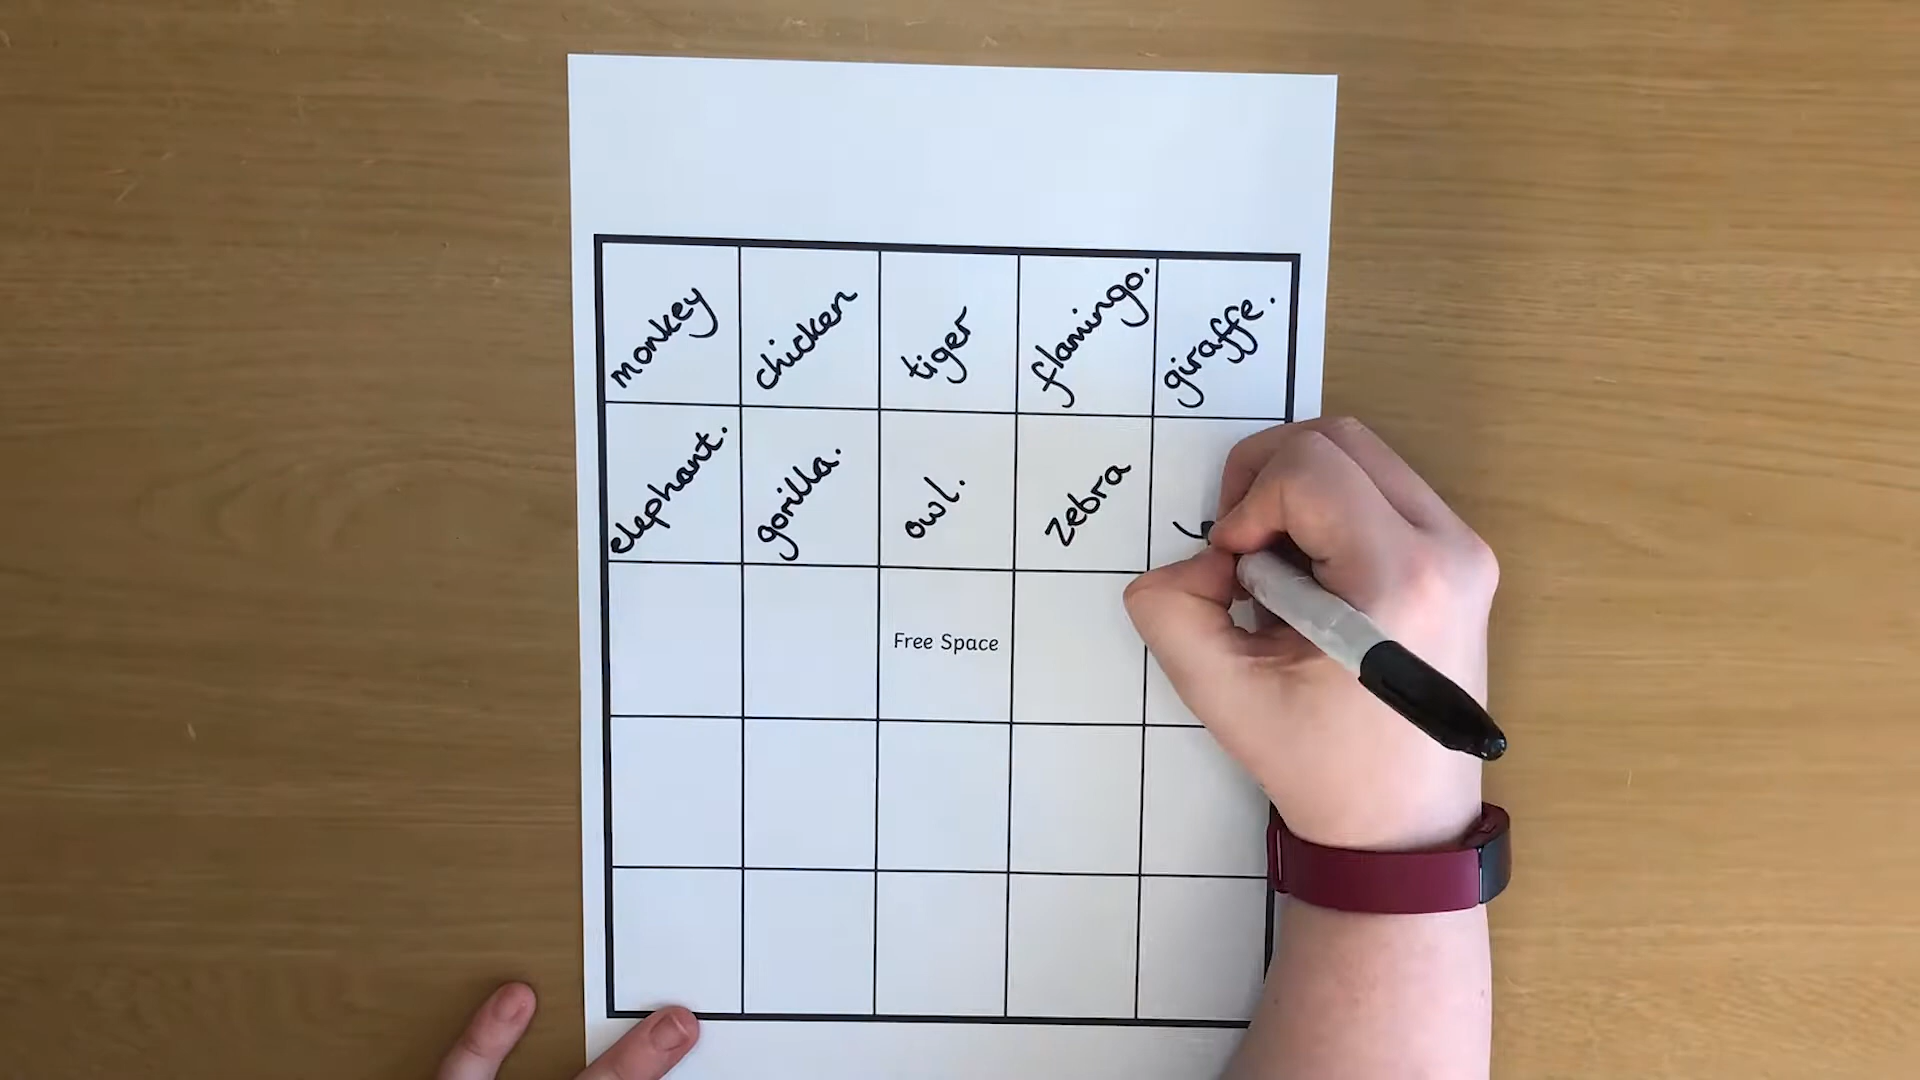 monkey
chicken
tiger
flamingo.
giraffe.
elephant.
gorilla.
owl.
zebra
Free Space